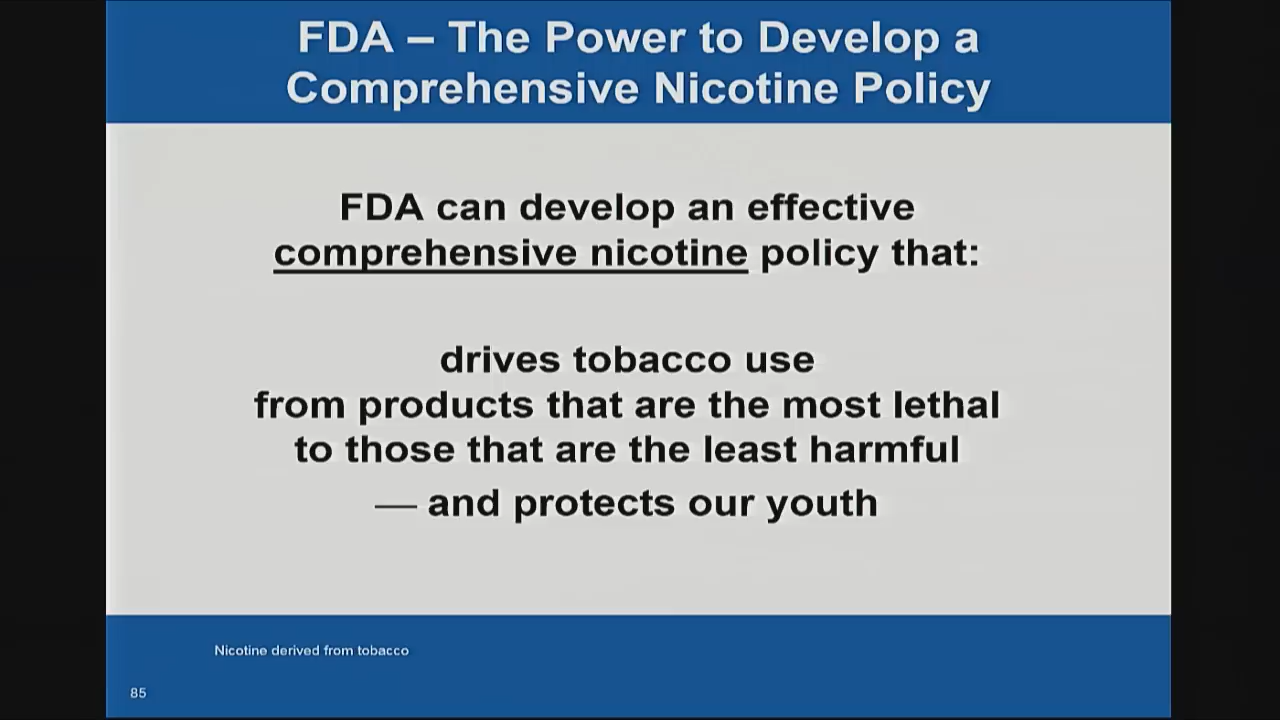 FDA – The Power to Develop a
Comprehensive Nicotine Policy
FDA can develop an effective
comprehensive nicotine policy that:
drives tobacco use
from products that are the most lethal
to those that are the least harmful
— and protects our youth
Nicotine derived from tobacco
85